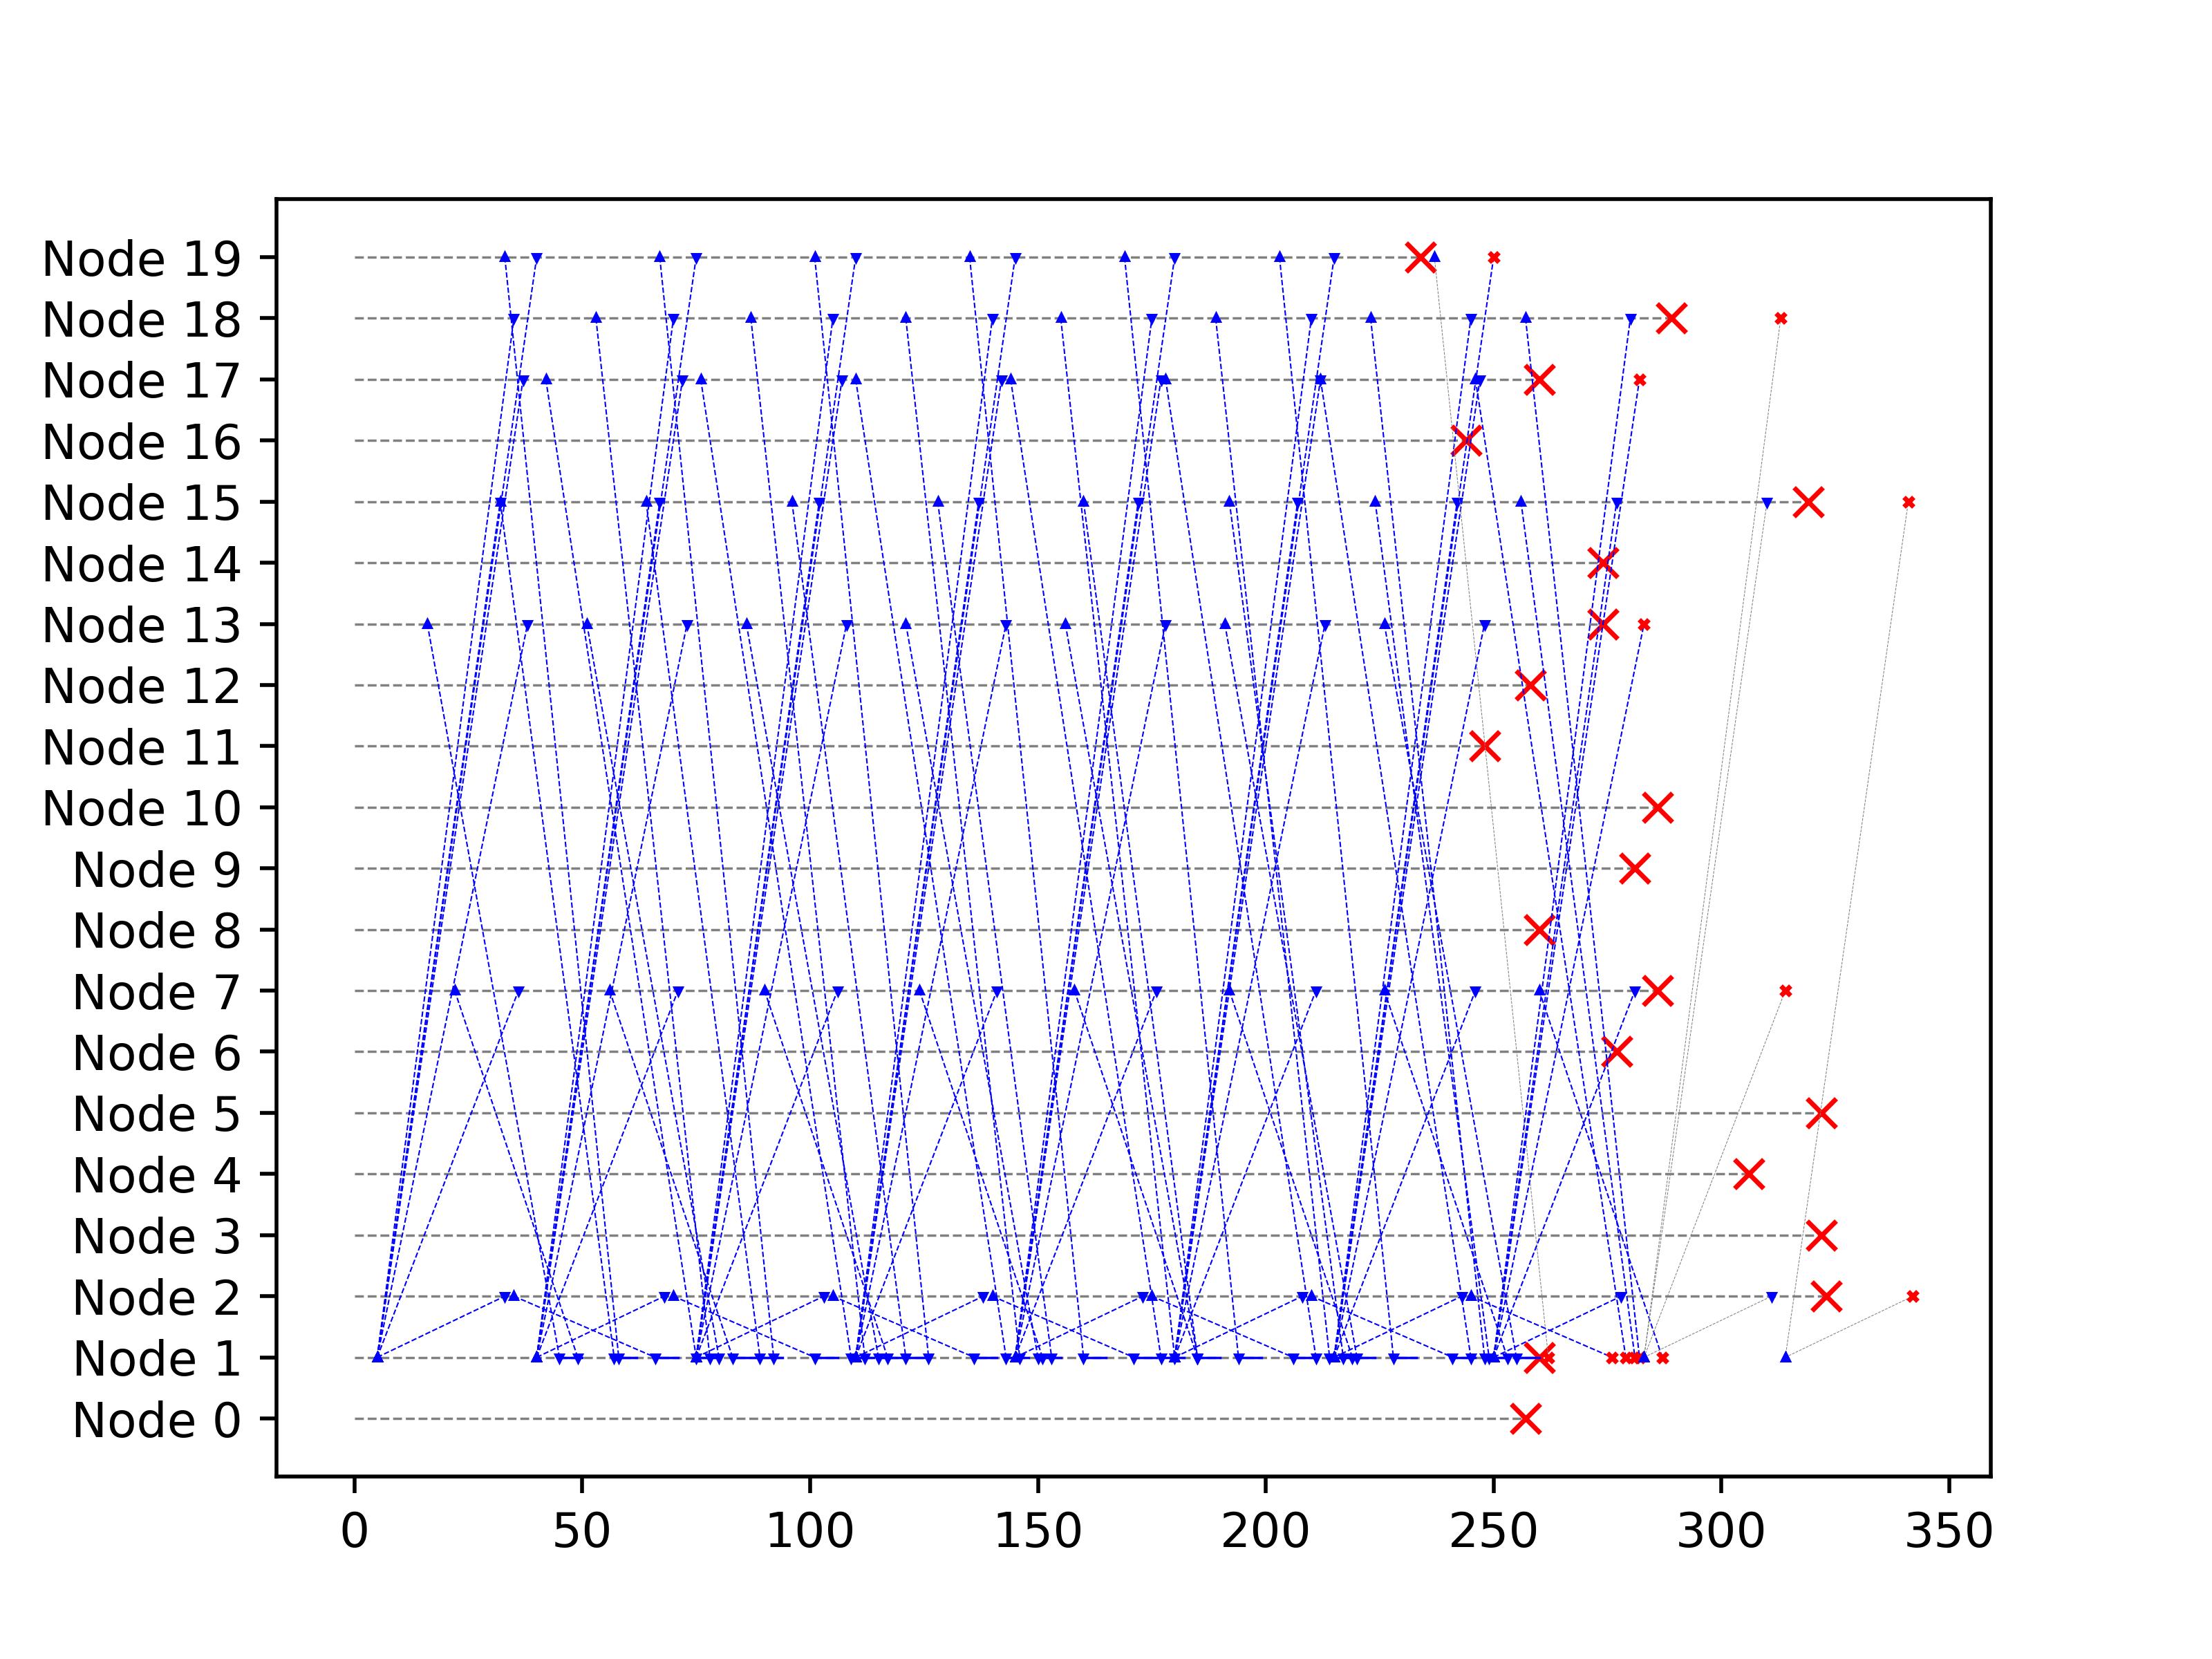 Node 19
Node 18
Node 17
Node 16
Node 15
Node 14
Node 13
Node 12
Node 11
Node 10
Node 9
Node 8
Node 7
Node 6
Node 5
Node 4
Node 3
Node 2
Node 1
Node 0
0 50 100 150 200 250 300 350